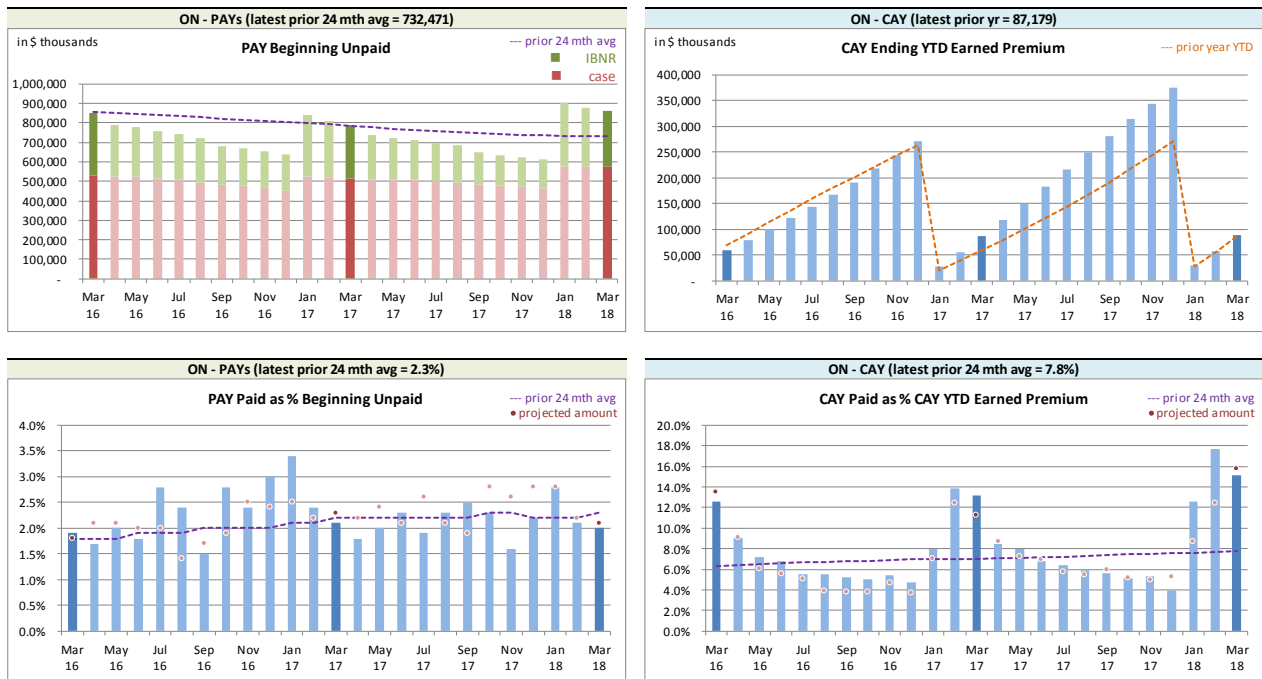 ON - PAYs (latest prior 24 mth avg = 732,471)
in $ thousands
PAY Beginning Unpaid
--- prior 24 mth avg
IBNR
case
1,000,000
900,000
800,000
700,000
600,000
500,000
400,000
300,000
200,000
100,000
-
Mar May Jul Sep Nov Jan Mar May Jul Sep Nov Jan Mar
16 16 16 16 16 17 17 17 17 17 17 18 18
ON - CAY (latest prior yr = 87,179)
in $ thousands
CAY Ending YTD Earned Premium
--- prior year YTD
400,000
350,000
300,000
250,000
200,000
150,000
100,000
50,000
-
Mar May Jul Sep Nov Jan Mar May Jul Sep Nov Jan Mar
16 16 16 16 16 17 17 17 17 17 17 18 18
ON - PAYs (latest prior 24 mth avg = 2.3%)
PAY Paid as % Beginning Unpaid
--- prior 24 mth avg
projected amount
4.0%
3.5%
3.0%
2.5%
2.0%
1.5%
1.0%
0.5%
0.0%
Mar May Jul Sep Nov Jan Mar May Jul Sep Nov Jan Mar
16 16 16 16 16 17 17 17 17 17 17 18 18
ON - CAY (latest prior 24 mth avg = 7.8%)
CAY Paid as % CAY YTD Earned Premium
--- prior 24 mth avg
projected amount
20.0%
18.0%
16.0%
14.0%
12.0%
10.0%
8.0%
6.0%
4.0%
2.0%
0.0%
Mar May Jul Sep Nov Jan Mar May Jul Sep Nov Jan Mar
16 16 16 16 16 17 17 17 17 17 17 18 18